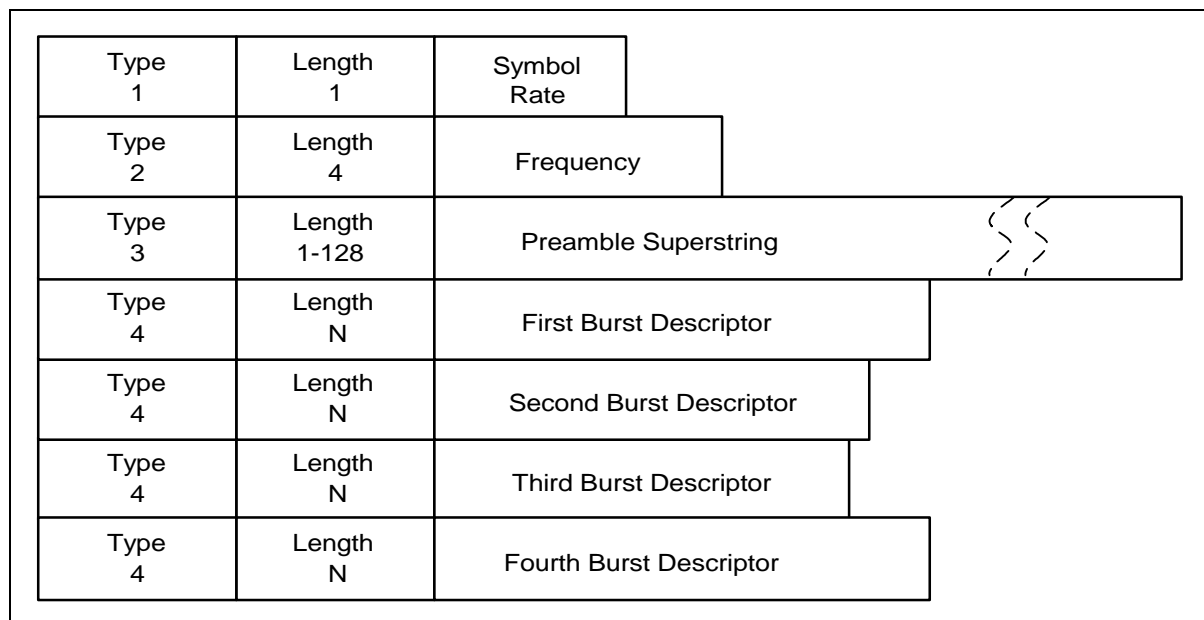 Type Length Symbol
1 1 Rate
Type Length Frequency
2 4
Type Length Preamble Superstring
3 1-128
Type Length First Burst Descriptor
4 N
Type Length Second Burst Descriptor
4 N
Type Length Third Burst Descriptor
4 N
Type Length Fourth Burst Descriptor
4 N